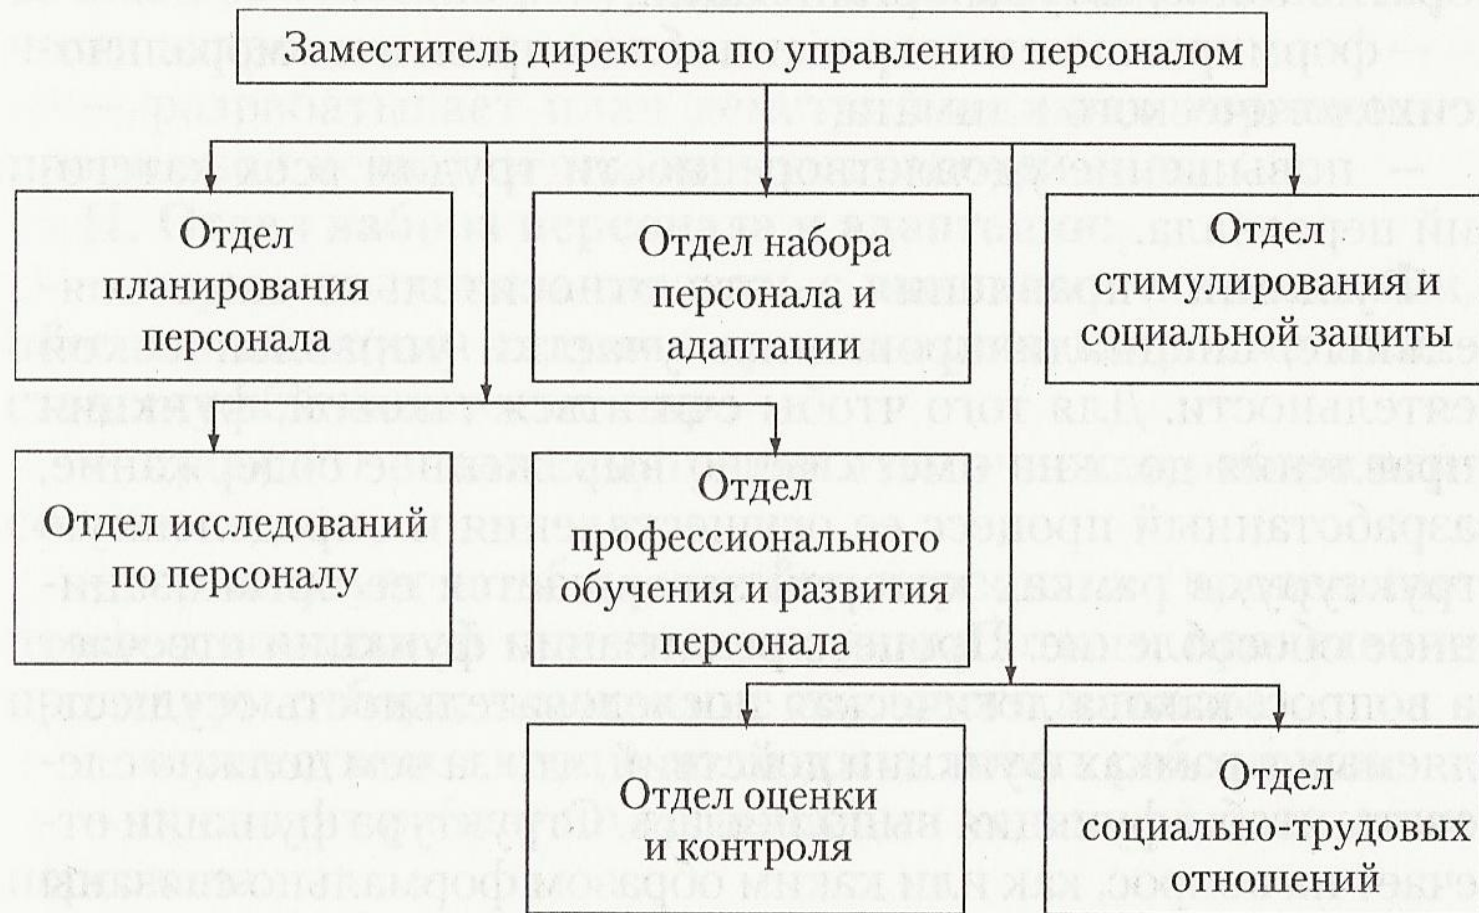 Заместитель директора по управлению персоналом
Отдел
планирования
персонала
Отдел набора
персонала и
адаптации
Отдел
стимулирования и
социальной защиты
Отдел исследований
по персоналу
Отдел
профессионального
обучения и развития
персонала
Отдел оценки
и контроля
Отдел
социально-трудовых
отношений